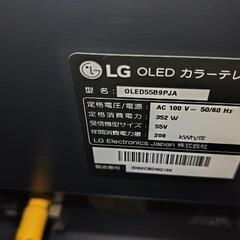 LG OLED カラーテレ
型名 OLED55B9PJA
定格電圧/電源: AC 100 V ~ 50/60 Hz
定格消費電力: 352 W
受信機型サイズ: 55V
年間消費電力量: 208 kWh/年
LG Electronics Japan 株式会社
製造番号